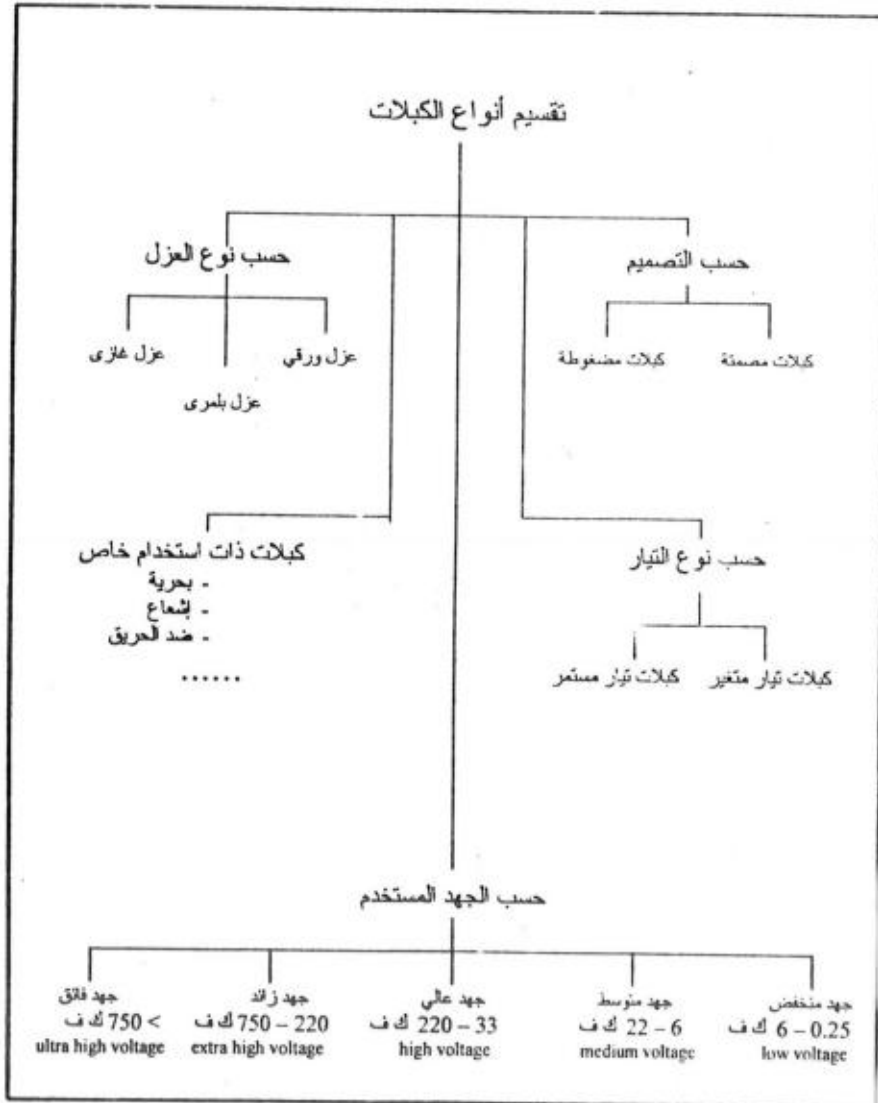 تقسيم أنواع الكبلات
حسب التصميم
حسب نوع العزل
كبلات مصمتة
كبلات مضغوطة
عزل ورقي
عزل بلمرى
عزل غازى
حسب نوع التيار
كبلات تيار متغير
كبلات تيار مستمر
كبلات ذات استخدام خاص
- بحرية
- إشعاع
- ضد الحريق
......
حسب الجهد المستخدم
جهد منخفض
0.25 – 6 ك ف
low voltage
جهد متوسط
6 – 22 ك ف
medium voltage
جهد عالي
33 – 220 ك ف
high voltage
جهد زائد
220 – 750 ك ف
extra high voltage
جهد فائق
< 750 ك ف
ultra high voltage